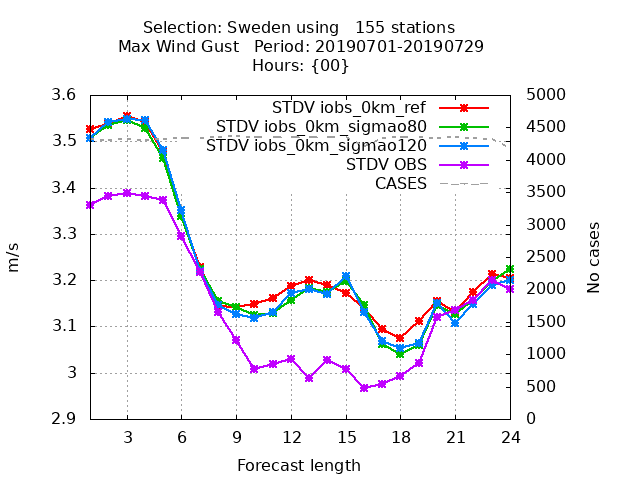 Selection: Sweden using   155 stations
Max Wind Gust   Period: 20190701-20190729
Hours: {00}
STDV iobs_0km_ref
STDV iobs_0km_sigmao80
STDV iobs_0km_sigmao120
STDV OBS
CASES
m/s
3.6
3.5
3.4
3.3
3.2
3.1
3
2.9
No cases
5000
4500
4000
3500
3000
2500
2000
1500
1000
500
0
3 6 9 12 15 18 21 24
Forecast length